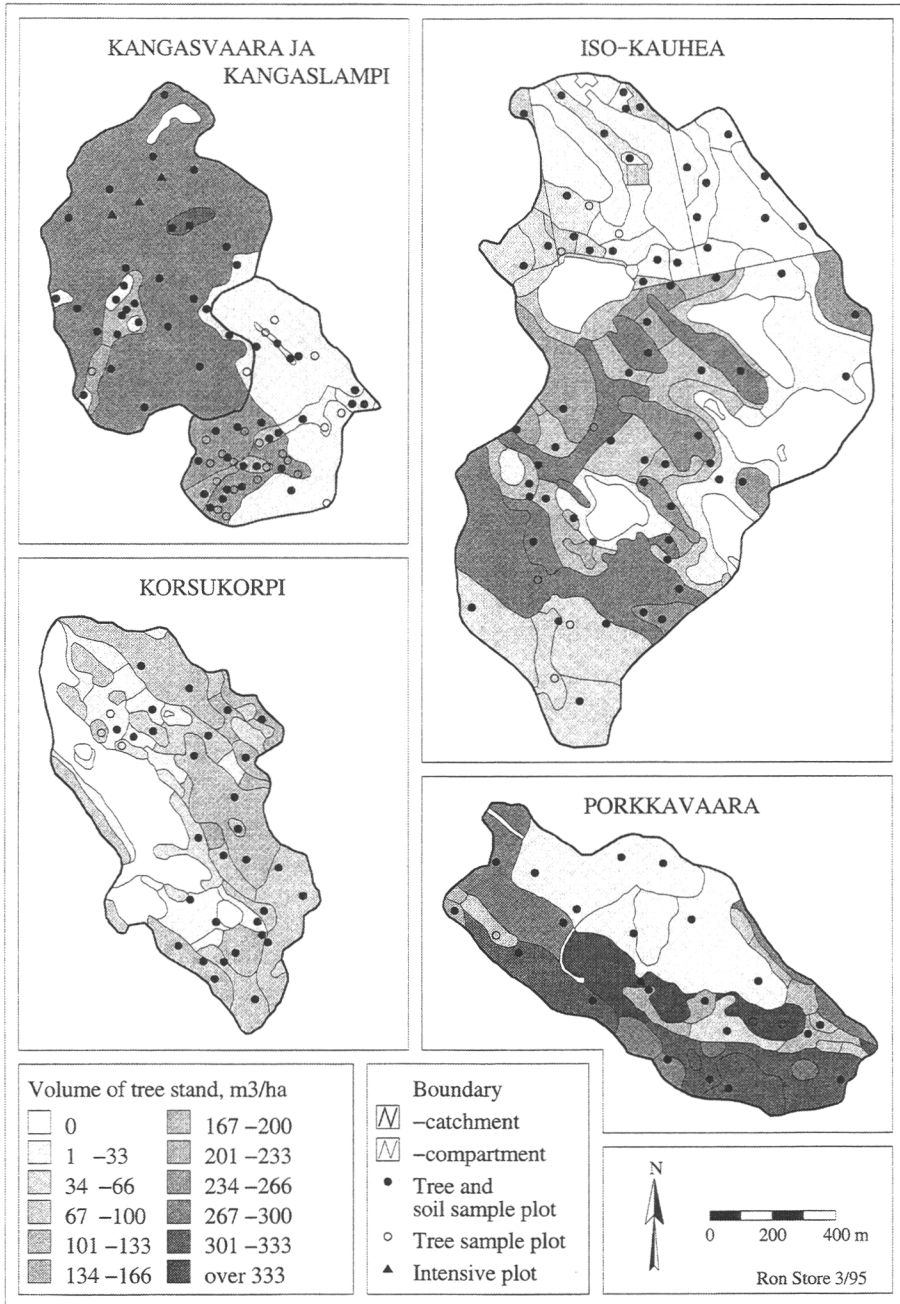 KANGASVAARA JA
KANGASLAMPI
ISO-KAUHEA
KORSUKORPI
PORKKAVAARA
Volume of tree stand, m3/ha
0
1 -33
34 -66
67 -100
101 -133
134 -166
167 -200
201 -233
234 -266
267 -300
301 -333
over 333
Boundary
-catchment
-compartment
Tree and
soil sample plot
Tree sample plot
Intensive plot
N
0 200 400 m
Ron Store 3/95